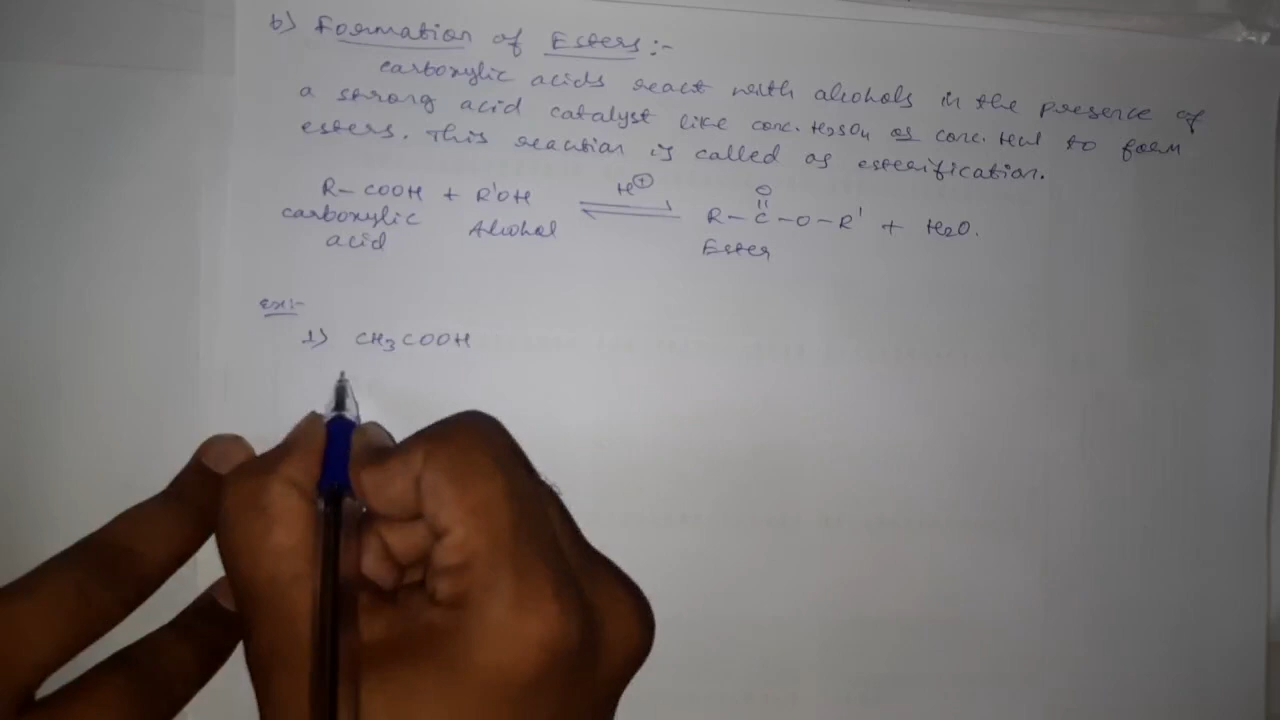 b) Formation of Esters :-
carboxylic acids react with alcohols in the presence of
a strong acid catalyst like conc. H₂SO₄ or conc. HCl to form
esters. This reaction is called as esterification.
O
R- COOH + R'OH H⊕ ⇌ R-C-O-R' + H₂O.
carboxylic Alcohol Ester
acid
Ex:-
1) CH₃COOH